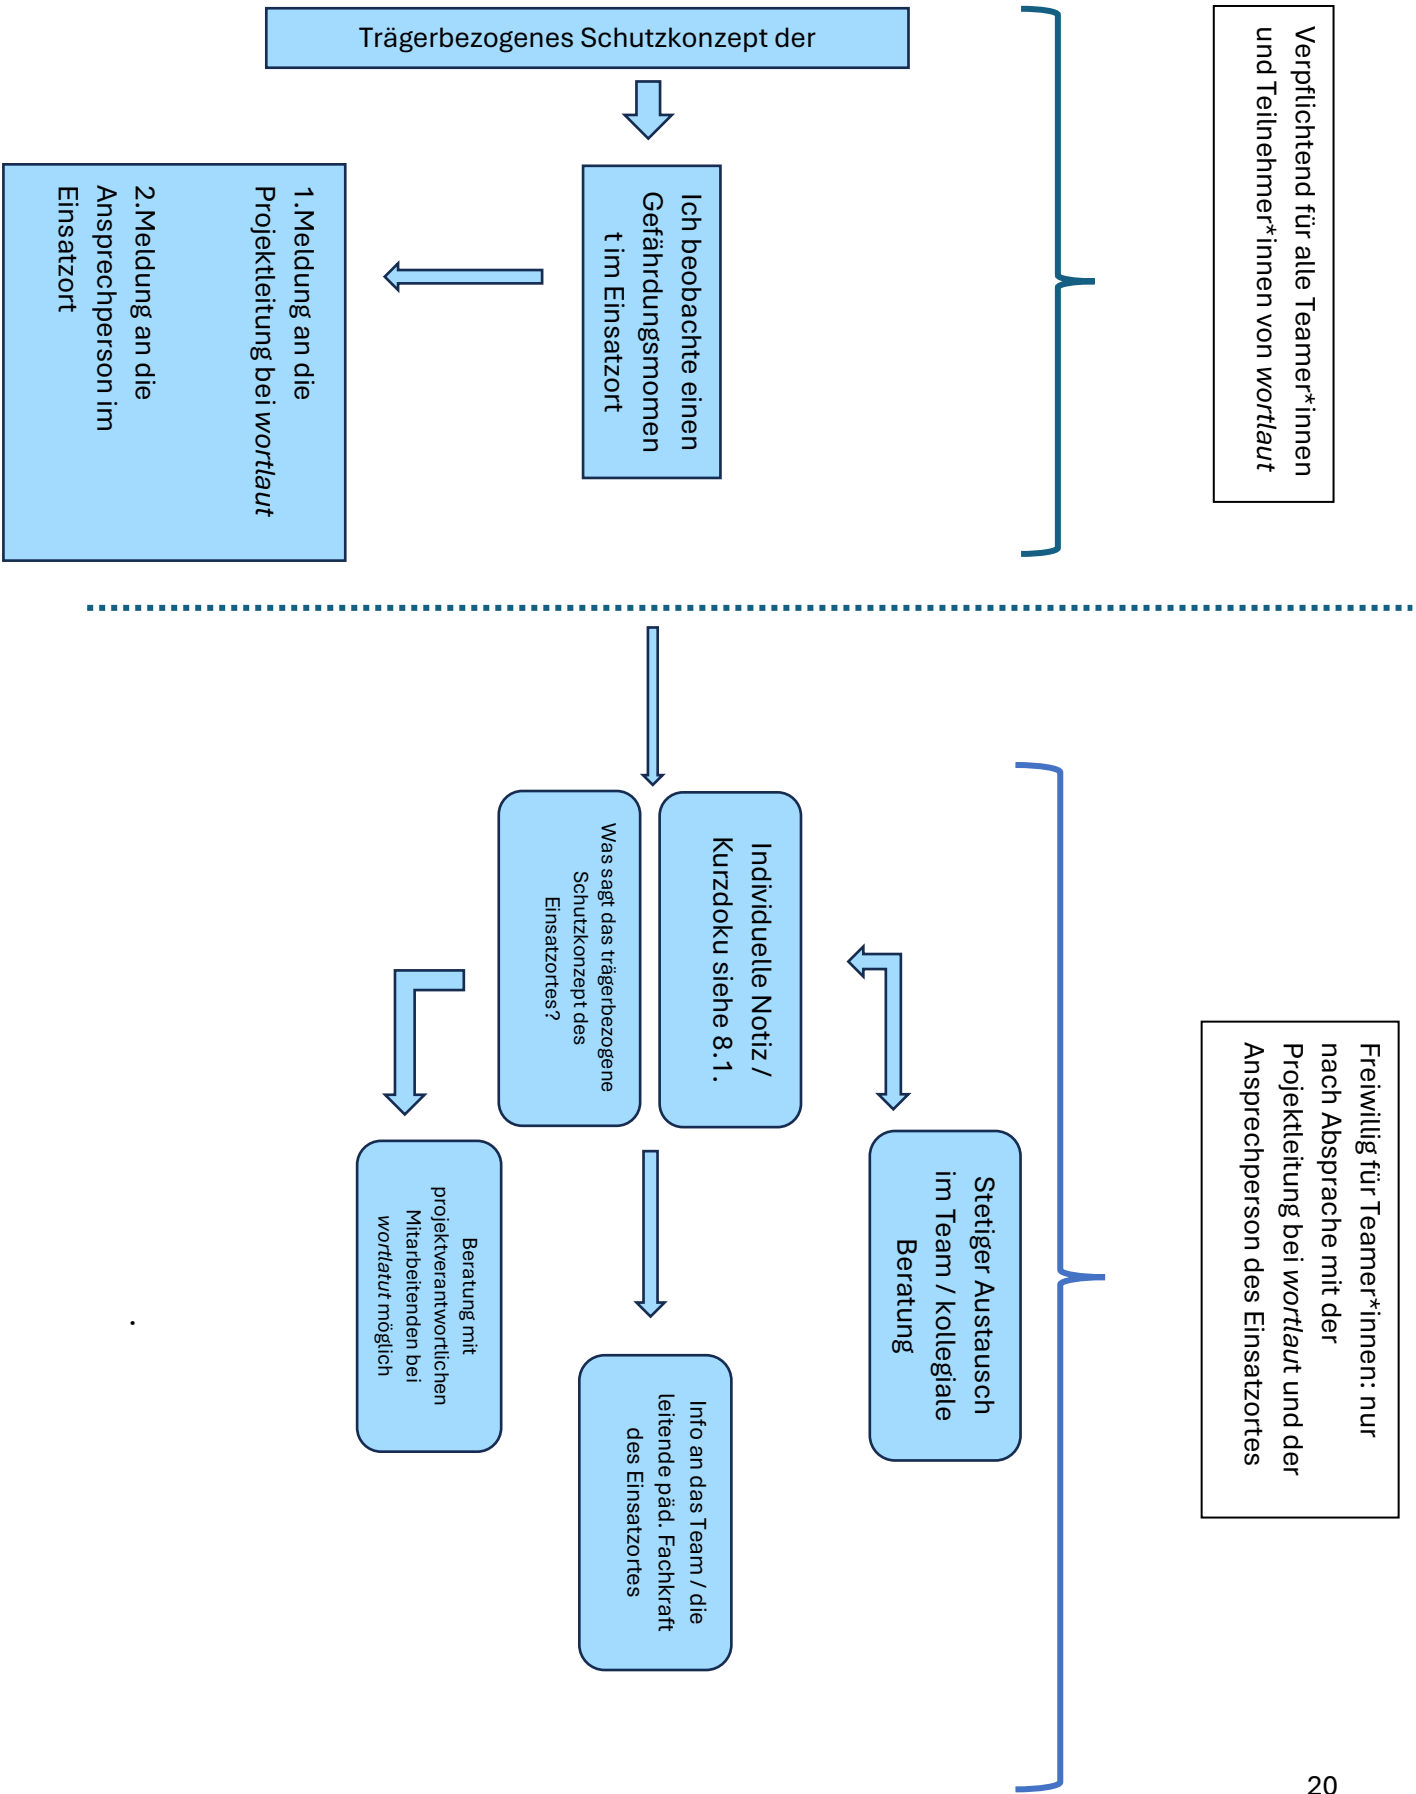 Trägerbezogenes Schutzkonzept der
Verpflichtend für alle Teamer*innen
und Teilnehmer*innen von wortlaut
Ich beobachte einen
Gefährdungsmomen
t im Einsatzort
1.Meldung an die
Projektleitung bei wortlaut
2.Meldung an die
Ansprechperson im
Einsatzort
Freiwillig für Teamer*innen: nur
nach Absprache mit der
Projektleitung bei wortlaut und der
Ansprechperson des Einsatzortes
Individuelle Notiz /
Kurzdoku siehe 8.1.
Was sagt das trägerbezogene
Schutzkonzept des
Einsatzortes?
Stetiger Austausch
im Team / kollegiale
Beratung
Info an das Team / die
leitende päd. Fachkraft
des Einsatzortes
Beratung mit
projektverantwortlichen
Mitarbeitenden bei
wortlatut möglich
.
20